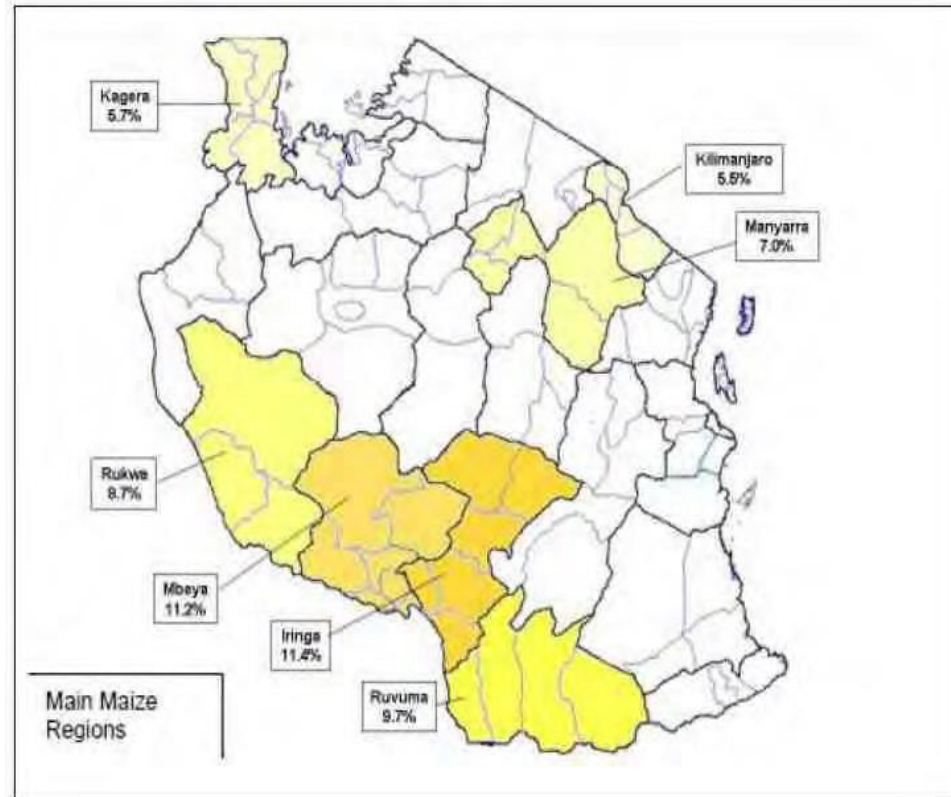 Kagera
5.7%
Kilimanjaro
5.5%
Manyarra
7.0%
Rukwa
8.7%
Mbeya
11.2%
Iringa
11.4%
Ruvuma
9.7%
Main Maize
Regions